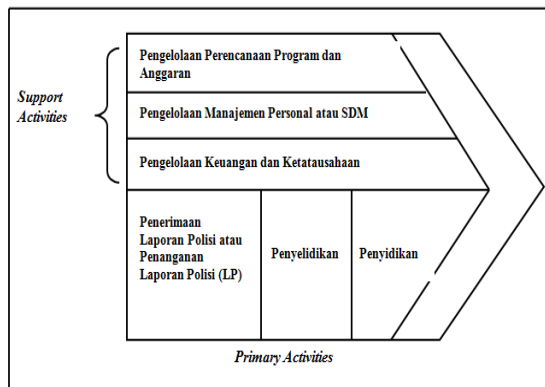 Pengelolaan Perencanaan Program dan
Anggaran
Support
Activities
Pengelolaan Manajemen Personal atau SDM
Pengelolaan Keuangan dan Ketatausahaan
Penerimaan
Laporan Polisi atau
Penanganan
Laporan Polisi (LP)
Penyelidikan
Penyidikan
Primary Activities